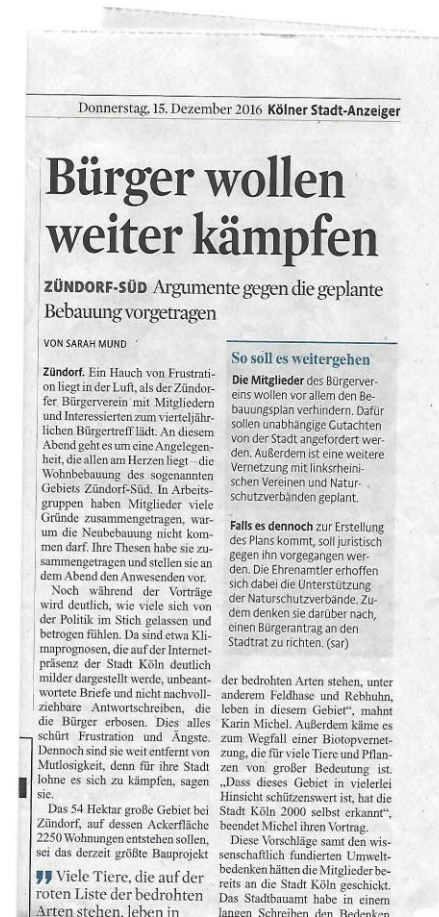 Donnerstag, 15. Dezember 2016 Kölner Stadt-Anzeiger
Bürger wollen
weiter kämpfen
ZÜNDORF-SÜD Argumente gegen die geplante
Bebauung vorgetragen
VON SARAH MUND
Zündorf. Ein Hauch von Frustrati-
on liegt in der Luft, als der Zündor-
fer Bürgerverein mit Mitgliedern
und Interessierten zum vierteljähr-
lichen Bürgertreff lädt. An diesem
Abend geht es um eine Angelegen-
heit, die allen am Herzen liegt – die
Wohnbebauung des sogenannten
Gebiets Zündorf-Süd. In Arbeits-
gruppen haben Mitglieder viele
Gründe zusammengetragen, war-
um die Neubebauung nicht kom-
men darf. Ihre Thesen habe sie zu-
sammengetragen und stellen sie an
dem Abend den Anwesenden vor.
Noch während der Vorträge
wird deutlich, wie viele sich von
der Politik im Stich gelassen und
betrogen fühlen. Da sind etwa Kli-
maprognosen, die auf der Internet-
präsenz der Stadt Köln deutlich
milder dargestellt werde, unbeant-
wortete Briefe und nicht nachvoll-
ziehbare Antwortschreiben, die
die Bürger erbosen. Dies alles
schürt Frustration und Ängste.
Dennoch sind sie weit entfernt von
Mutlosigkeit, denn für ihre Stadt
lohne es sich zu kämpfen, sagen
sie.
Das 54 Hektar große Gebiet bei
Zündorf, auf dessen Ackerfläche
2250 Wohnungen entstehen sollen,
sei das derzeit größte Bauprojekt
„ Viele Tiere, die auf der
roten Liste der bedrohten
Arten stehen, leben in
So soll es weitergehen
Die Mitglieder des Bürgerver-
eins wollen vor allem den Be-
bauungsplan verhindern. Dafür
sollen unabhängige Gutachten
von der Stadt angefordert wer-
den. Außerdem ist eine weitere
Vernetzung mit linksrheini-
schen Vereinen und Natur-
schutzverbänden geplant.
Falls es dennoch zur Erstellung
des Plans kommt, soll juristisch
gegen ihn vorgegangen wer-
den. Die Ehrenamtler erhoffen
sich dabei die Unterstützung
der Naturschutzverbände. Zu-
dem denken sie darüber nach,
einen Bürgerantrag an den
Stadtrat zu richten. (sar)
der bedrohten Arten stehen, unter
anderem Feldhase und Rebhuhn,
leben in diesem Gebiet“, mahnt
Karin Michel. Außerdem käme es
zum Wegfall einer Biotopvernet-
zung, die für viele Tiere und Pflan-
zen von großer Bedeutung ist.
„Dass dieses Gebiet in vielerlei
Hinsicht schützenswert ist, hat die
Stadt Köln 2000 selbst erkannt“,
beendet Michel ihren Vortrag.
Diese Vorschläge samt den wis-
senschaftlich fundierten Umwelt-
bedenken hätten die Mitglieder be-
reits an die Stadt Köln geschickt.
Das Stadtbauamt habe in einem
langen Schreiben den Bedenken